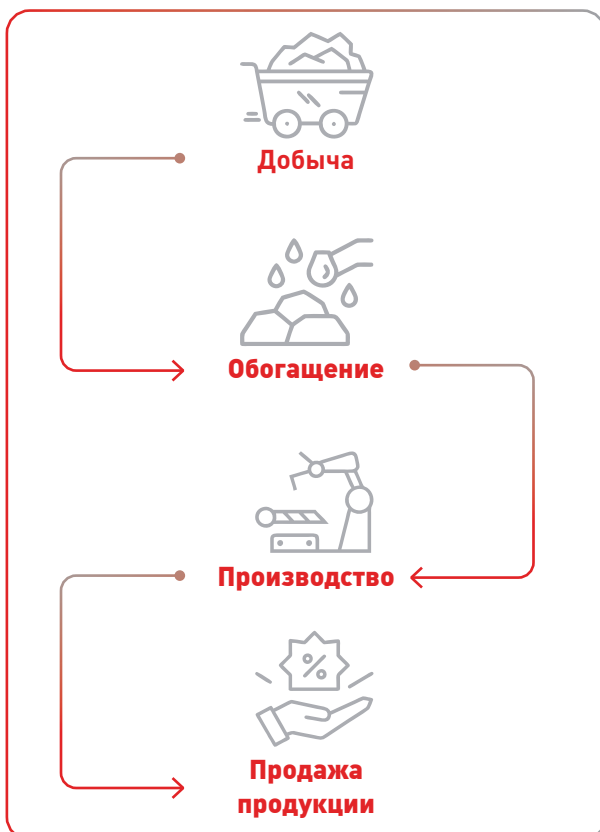 Добыча
Обогащение
Производство
Продажа
продукции